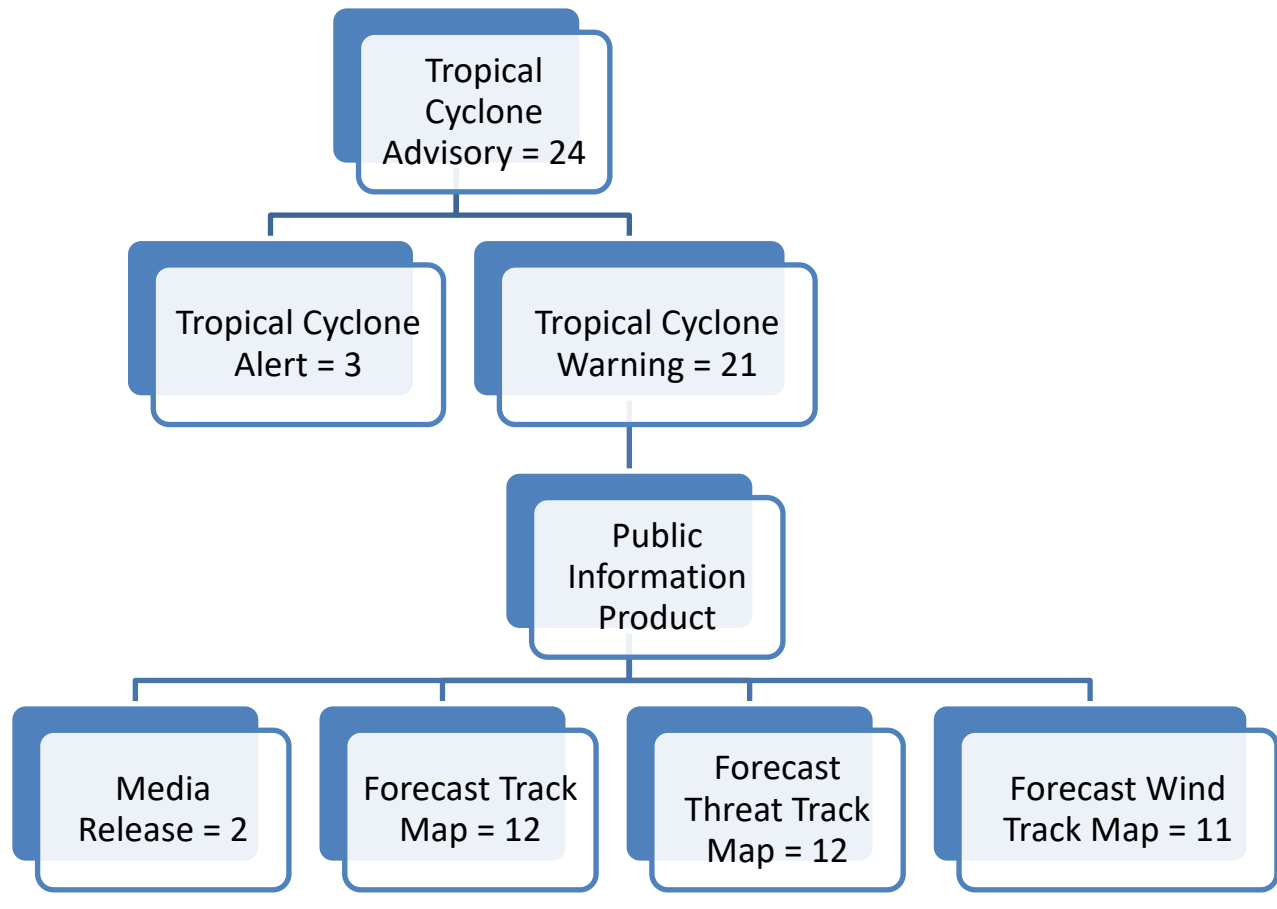 Tropical
Cyclone
Advisory = 24
Tropical Cyclone
Alert = 3
Tropical Cyclone
Warning = 21
Public
Information
Product
Media
Release = 2
Forecast Track
Map = 12
Forecast
Threat Track
Map = 12
Forecast Wind
Track Map = 11